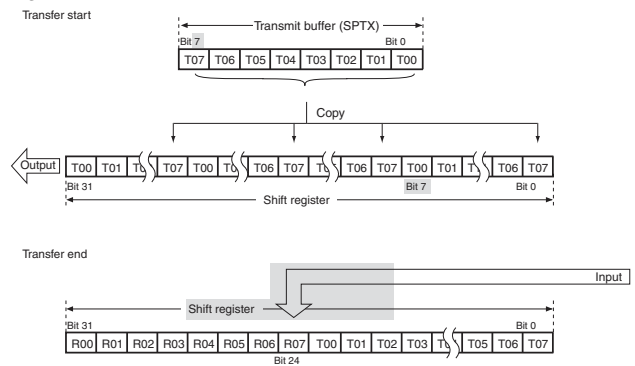 Transfer start
Transmit buffer (SPTX)
Bit 7 Bit 0
T07 T06 T05 T04 T03 T02 T01 T00
Copy
Output T00 T01 T07 T00 T06 T07 T06 T07 T00 T01 T06 T07
Bit 31 Bit 7 Bit 0
Shift register
Transfer end
Input
Shift register
Bit 31 Bit 0
R00 R01 R02 R03 R04 R05 R06 R07 T00 T01 T02 T03 T05 T06 T07
Bit 24